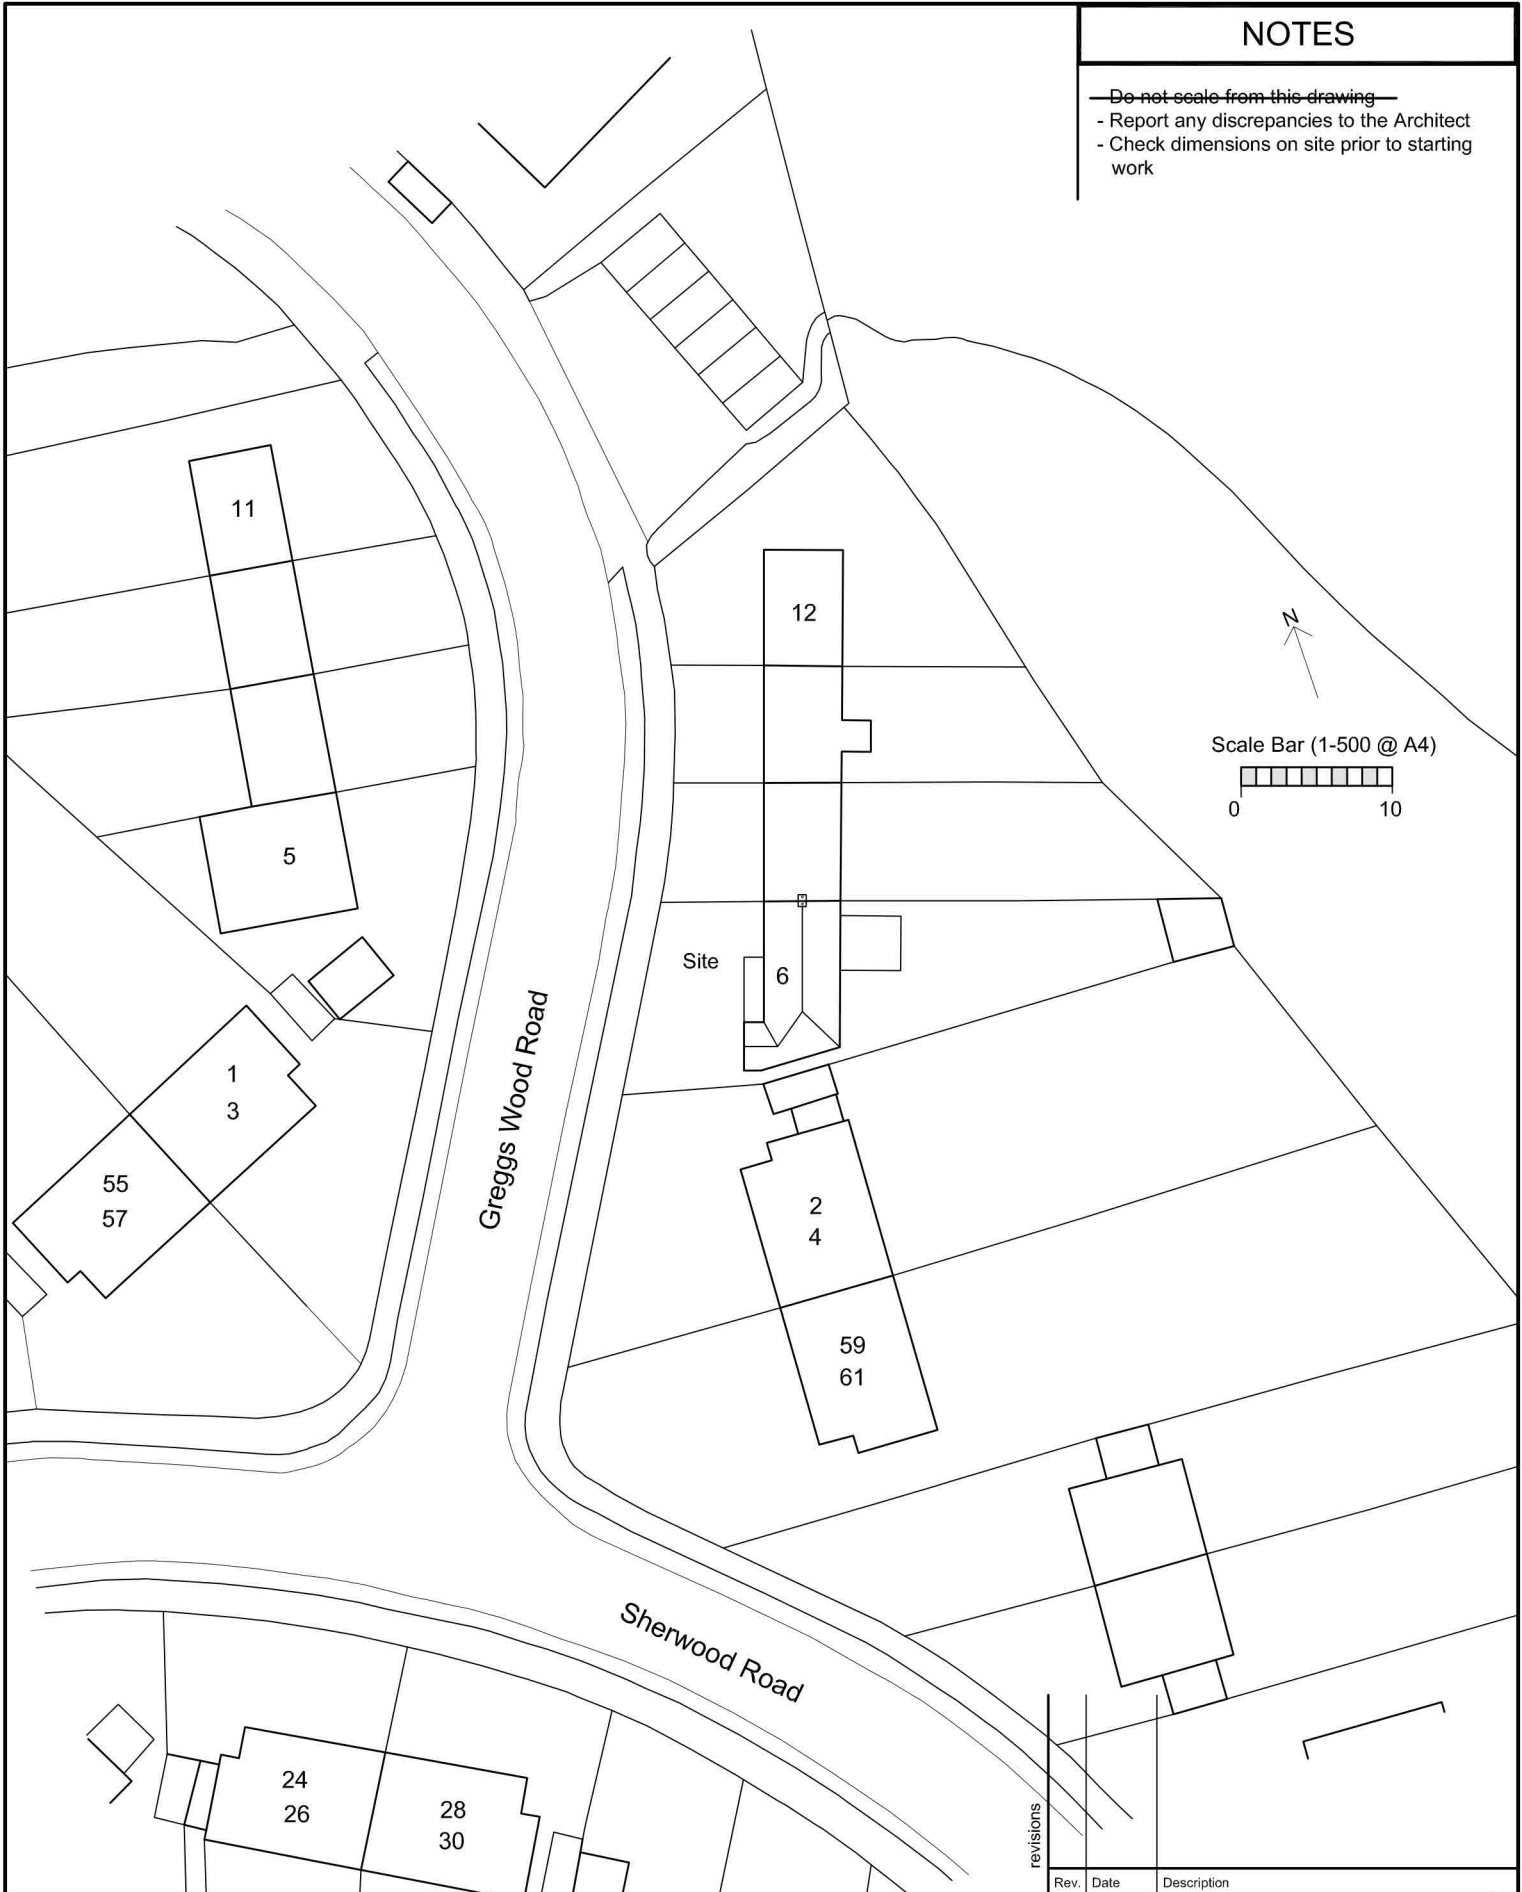 NOTES
- Do not scale from this drawing
- Report any discrepancies to the Architect
- Check dimensions on site prior to starting
work
11
12
N
Scale Bar (1-500 @ A4)
0 10
5
Site
6
Greggs Wood Road
1
3
55
57
2
4
59
61
Sherwood Road
24
26
28
30
revisions
Rev. Date Description